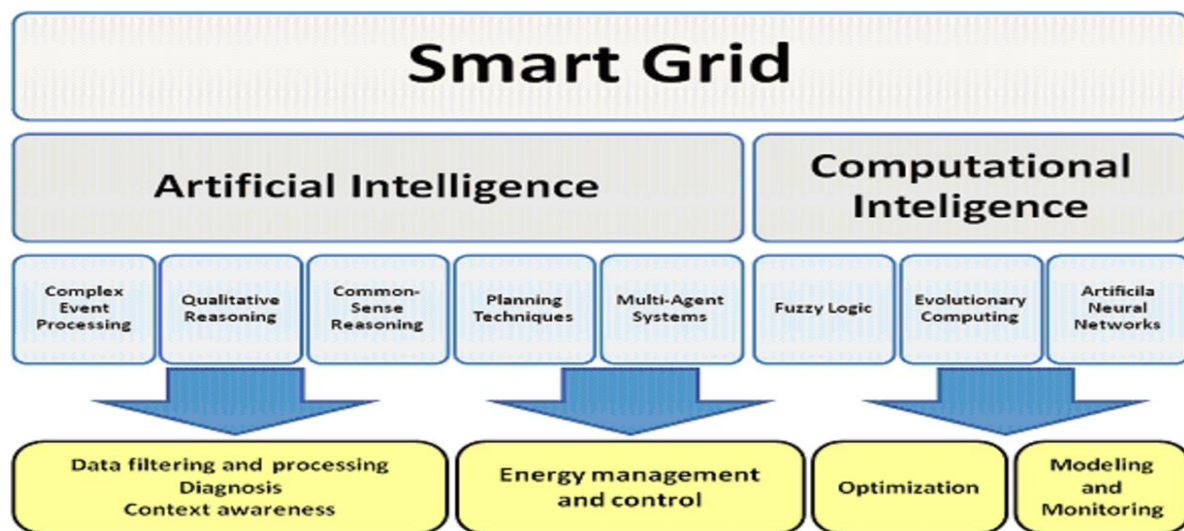 Smart Grid
Artificial Intelligence
Computational
Inteligence
Complex
Event
Processing
Qualitative
Reasoning
Common-
Sense
Reasoning
Planning
Techniques
Multi-Agent
Systems
Fuzzy Logic
Evolutionary
Computing
Artificila
Neural
Networks
Data filtering and processing
Diagnosis
Context awareness
Energy management
and control
Optimization
Modeling
and
Monitoring